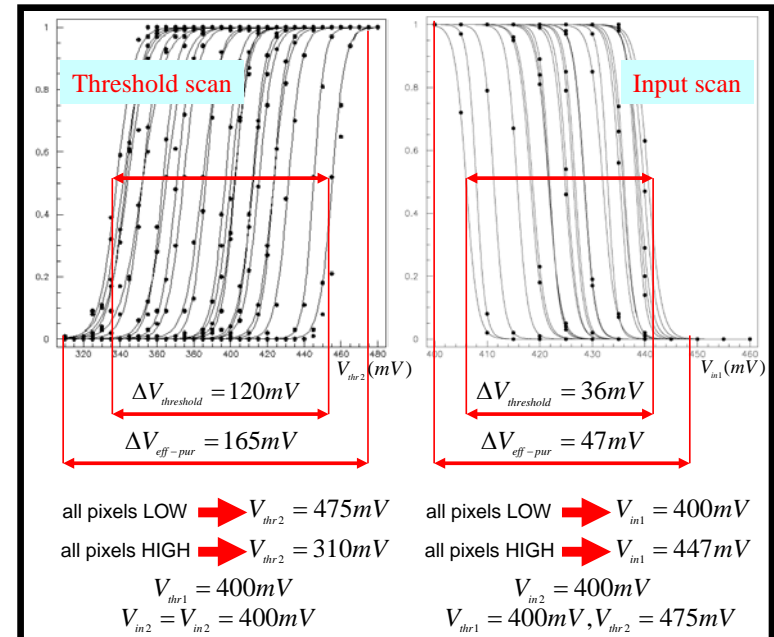 Threshold scan
1
0.8
0.6
0.4
0.2
0
320 340 360 380 400 420 440 460 480
V_thr2 (mV)
ΔV_threshold = 120mV
ΔV_eff-pur = 165mV
all pixels LOW V_thr2 = 475mV
all pixels HIGH V_thr2 = 310mV
V_thr1 = 400mV
V_in2 = V_in2 = 400mV
Input scan
1
0.8
0.6
0.4
0.2
0
400 410 420 430 440 450 460
V_in1 (mV)
ΔV_threshold = 36mV
ΔV_eff-pur = 47mV
all pixels LOW V_in1 = 400mV
all pixels HIGH V_in1 = 447mV
V_in2 = 400mV
V_thr1 = 400mV, V_thr2 = 475mV